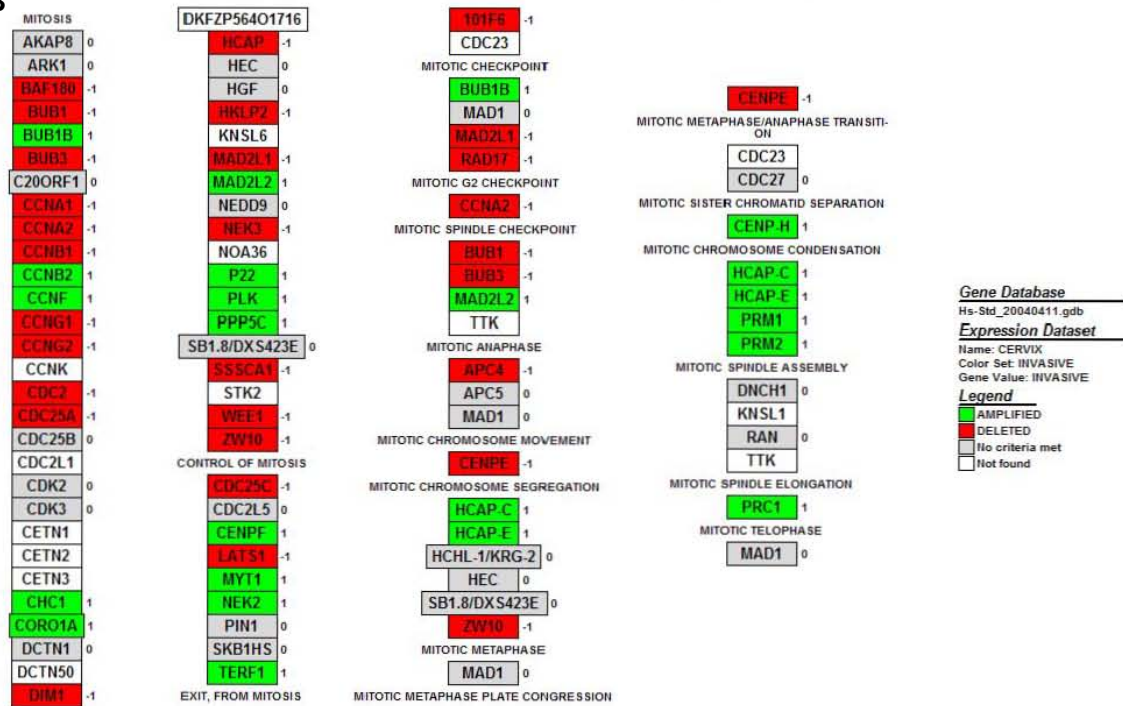 MITOSIS
AKAP8 0
ARK1 0
BAF180 -1
BUB1 -1
BUB1B 1
BUB3 -1
C20ORF1 0
CCNA1 -1
CCNA2 -1
CCNB1 -1
CCNB2 1
CCNF 1
CCNG1 -1
CCNG2 -1
CCNK
CDC2 -1
CDC25A -1
CDC25B 0
CDC2L1
CDK2 0
CDK3 0
CETN1
CETN2
CETN3
CHC1 1
CORO1A 1
DCTN1 0
DCTN50
DIM1 -1
DKFZP564O1716
HCAP -1
HEC 0
HGF 0
HKLP2 -1
KNSL6
MAD2L1 -1
MAD2L2 1
NEDD9 0
NEK3 -1
NOA36
P22 1
PLK 1
PPP5C 1
SB1.8/DXS423E 0
SSSCA1 -1
STK2
WEE1 -1
ZW10 -1
CONTROL OF MITOSIS
CDC25C -1
CDC2L5 0
CENPF 1
LATS1 -1
MYT1 1
NEK2 1
PIN1 0
SKB1HS 0
TERF1 1
EXIT, FROM MITOSIS
101F6 -1
CDC23
MITOTIC CHECKPOINT
BUB1B 1
MAD1 0
MAD2L1 -1
RAD17 -1
MITOTIC G2 CHECKPOINT
CCNA2 -1
MITOTIC SPINDLE CHECKPOINT
BUB1 -1
BUB3 -1
MAD2L2 1
TTK
MITOTIC ANAPHASE
APC4 -1
APC5 0
MAD1 0
MITOTIC CHROMOSOME MOVEMENT
CENPE -1
MITOTIC CHROMOSOME SEGREGATION
HCAP-C 1
HCAP-E 1
HCHL-1/KRG-2 0
HEC 0
SB1.8/DXS423E 0
ZW10 -1
MITOTIC METAPHASE
MAD1 0
MITOTIC METAPHASE PLATE CONGRESSION
CENPE -1
MITOTIC METAPHASE/ANAPHASE TRANSITI-
ON
CDC23
CDC27 0
MITOTIC SISTER CHROMATID SEPARATION
CENP-H 1
MITOTIC CHROMOSOME CONDENSATION
HCAP-C 1
HCAP-E 1
PRM1 1
PRM2 1
MITOTIC SPINDLE ASSEMBLY
DNCH1 0
KNSL1
RAN 0
TTK
MITOTIC SPINDLE ELONGATION
PRC1 1
MITOTIC TELOPHASE
MAD1 0
Gene Database
Hs-Std_20040411.gdb
Expression Dataset
Name: CERVIX
Color Set: INVASIVE
Gene Value: INVASIVE
Legend
AMPLIFIED
DELETED
No criteria met
Not found